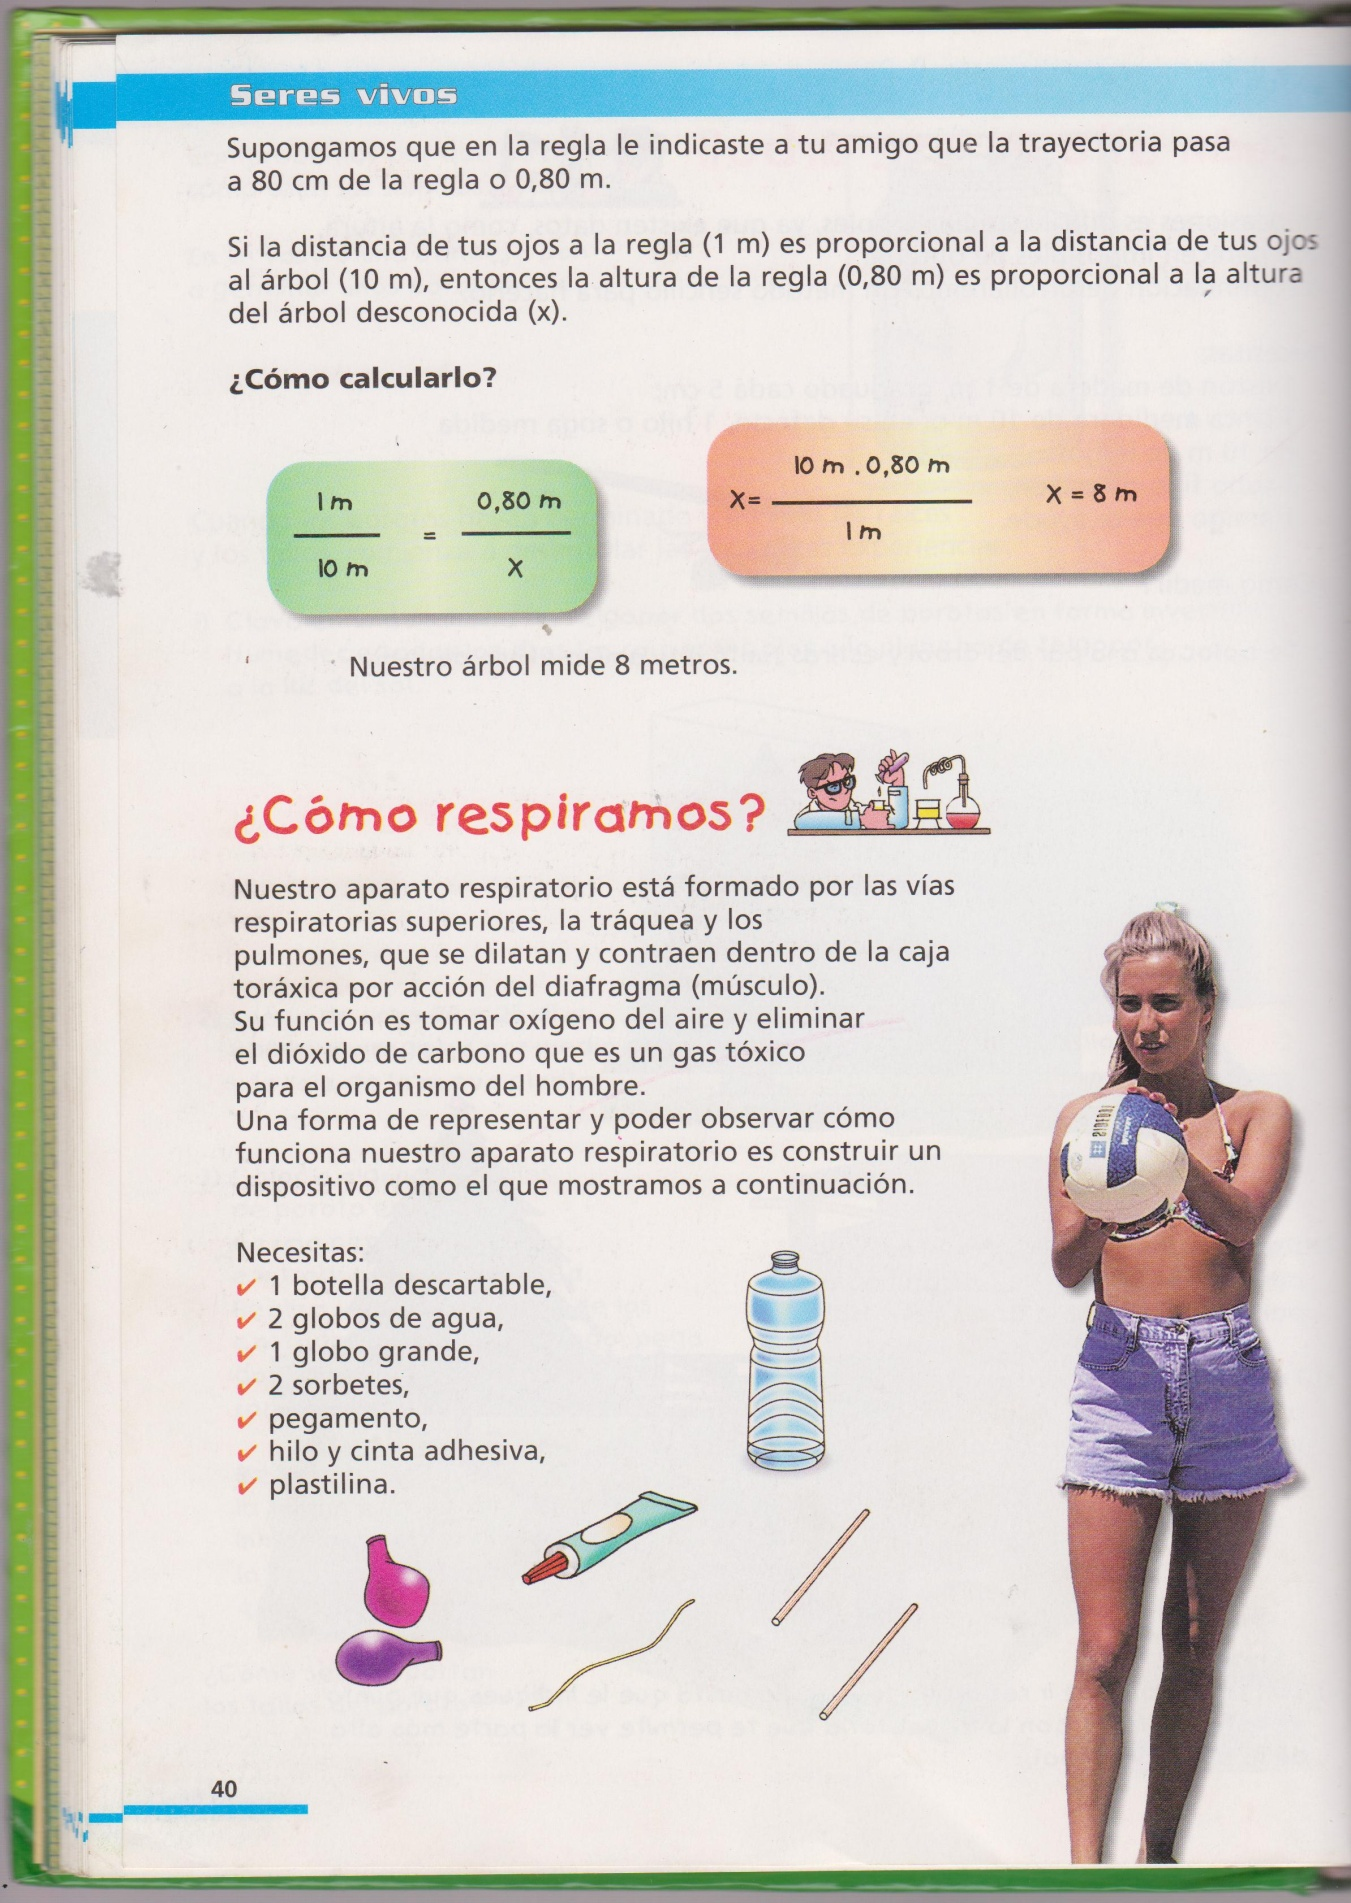 Seres vivos
Supongamos que en la regla le indicaste a tu amigo que la trayectoria pasa
a 80 cm de la regla o 0,80 m.
Si la distancia de tus ojos a la regla (1 m) es proporcional a la distancia de tus ojos
al árbol (10 m), entonces la altura de la regla (0,80 m) es proporcional a la altura
del árbol desconocida (x).
¿Cómo calcularlo?
1 m
10 m
=
0,80 m
x
x=
10 m . 0,80 m
1 m
x = 8 m
Nuestro árbol mide 8 metros.
¿Cómo respiramos?
Nuestro aparato respiratorio está formado por las vías
respiratorias superiores, la tráquea y los
pulmones, que se dilatan y contraen dentro de la caja
toráxica por acción del diafragma (músculo).
Su función es tomar oxígeno del aire y eliminar
el dióxido de carbono que es un gas tóxico
para el organismo del hombre.
Una forma de representar y poder observar cómo
funciona nuestro aparato respiratorio es construir un
dispositivo como el que mostramos a continuación.
Necesitas:
✔ 1 botella descartable,
✔ 2 globos de agua,
✔ 1 globo grande,
✔ 2 sorbetes,
✔ pegamento,
✔ hilo y cinta adhesiva,
✔ plastilina.
40